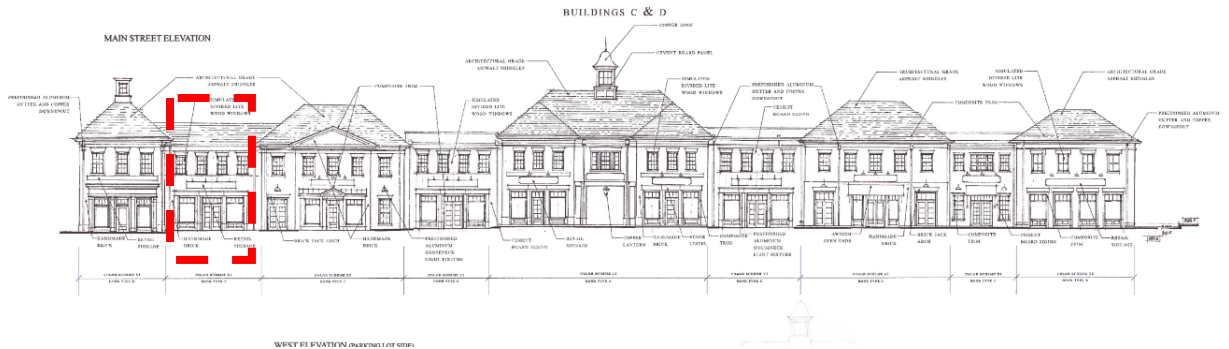 BUILDINGS C & D
MAIN STREET ELEVATION
COPPER ROOF
CEMENT BOARD PANEL
ARCHITECTURAL GRADE
ASPHALT SHINGLES
ARCHITECTURAL GRADE
ASPHALT SHINGLES
SIMULATED
DIVIDED LITE
WOOD WINDOWS
PREFINISHED ALUMINUM
GUTTER AND COPPER
DOWNSPOUT
ARCHITECTURAL GRADE
ASPHALT SHINGLES
SIMULATED
DIVIDED LITE
WOOD WINDOWS
ARCHITECTURAL GRADE
ASPHALT SHINGLES
COMPOSITE TRIM
PREFINISHED ALUMINUM
GUTTER AND COPPER
DOWNSPOUT
SIMULATED
DIVIDED LITE
WOOD WINDOWS
SIMULATED
DIVIDED LITE
WOOD WINDOWS
CEMENT
BOARD SIDING
COMPOSITE TRIM
PREFINISHED ALUMINUM
GUTTER AND COPPER
DOWNSPOUT
HANDMADE
BRICK
RETAIL
SIGNAGE
HANDMADE
BRICK
RETAIL
SIGNAGE
BRICK JACK ARCH
HANDMADE
BRICK
PREFINISHED
ALUMINUM
GOOSENECK
LIGHT FIXTURE
CEMENT
BOARD SIDING
RETAIL
SIGNAGE
COPPER
LANTERN
HANDMADE
BRICK
STONE
LINTEL
COMPOSITE
TRIM
PREFINISHED
ALUMINUM
GOOSENECK
LIGHT FIXTURE
AWNING
OPEN ENDS
HANDMADE
BRICK
BRICK JACK
ARCH
COMPOSITE
TRIM
CEMENT
BOARD SIDING
COMPOSITE
TRIM
RETAIL
SIGNAGE
WEST ELEVATION (PARKING LOT SIDE)